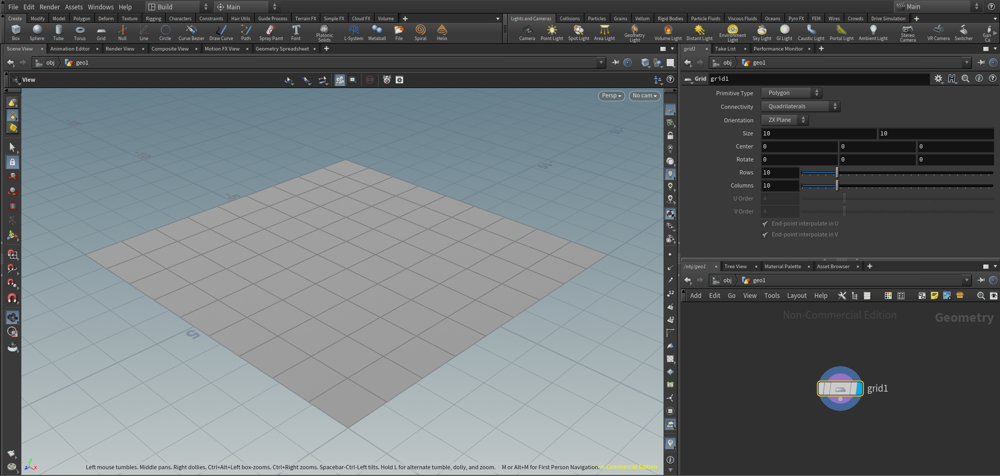 File Edit Render Assets Windows Help Build Main Main
Create Modify Model Polygon Deform Texture Rigging Characters Constraints Hair Utils Guide Process Terrain FX Simple FX Cloud FX Volume
Box Sphere Tube Torus Grid Null Line Circle Curve Bezier Draw Curve Path Spray Paint Font Platonic Solids L-System Metaball File Spiral Helix
Lights and Cameras Collisions Particles Grains Vellum Rigid Bodies Particle Fluids Viscous Fluids Oceans Pyro FX FEM Wires Crowds Drive Simulation
Camera Point Light Spot Light Area Light Geometry Light Volume Light Distant Light Environment Light Sky Light GI Light Caustic Light Portal Light Ambient Light Stereo Camera VR Camera Switcher Gan Ca
Scene View Animation Editor Render View Composite View Motion FX View Geometry Spreadsheet
obj geo1
View
Persp No cam
-5
5
Left mouse tumbles. Middle pans. Right dollies. Ctrl+Alt+Left box-zooms. Ctrl+Right zooms. Spacebar-Ctrl-Left tilts. Hold L for alternate tumble, dolly, and zoom. M or Alt+M for First Person Navigation. n-Commercial Edition
y
z x
12
12
grid1 Take List Performance Monitor
obj geo1
Grid grid1
Primitive Type Polygon
Connectivity Quadrilaterals
Orientation ZX Plane
Size 10 10
Center 0 0 0
Rotate 0 0 0
Rows 10
Columns 10
U Order 4
V Order 4
End-point interpolate in U
End-point interpolate in V
/obj/geo1 Tree View Material Palette Asset Browser
obj geo1
Add Edit Go View Tools Layout Help
Non-Commercial Edition Geometry
grid1